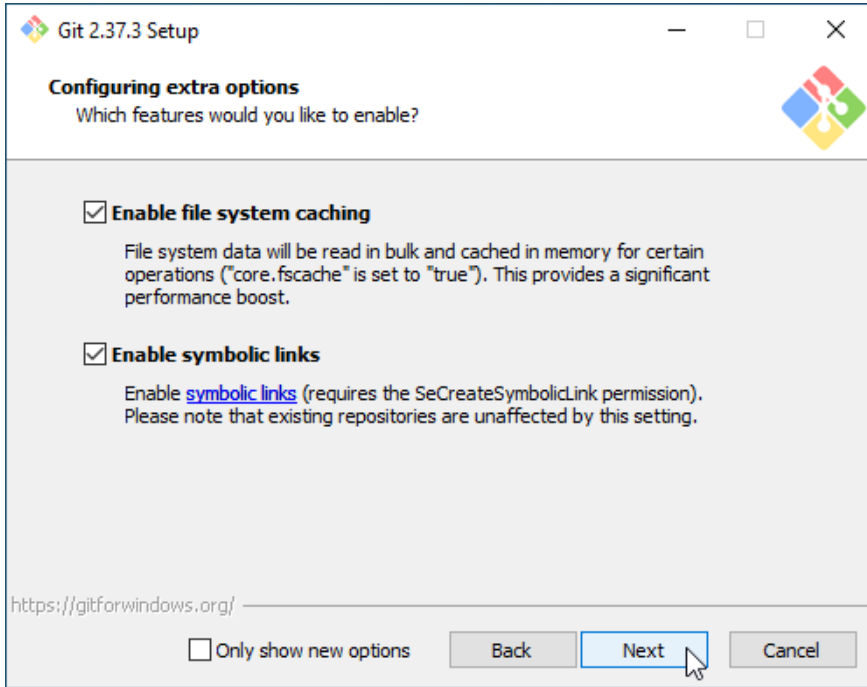 Git 2.37.3 Setup
Configuring extra options
Which features would you like to enable?
Enable file system caching
File system data will be read in bulk and cached in memory for certain
operations ("core.fscache" is set to "true"). This provides a significant
performance boost.
Enable symbolic links
Enable symbolic links (requires the SeCreateSymbolicLink permission).
Please note that existing repositories are unaffected by this setting.
https://gitforwindows.org/
Only show new options
Back
Next
Cancel